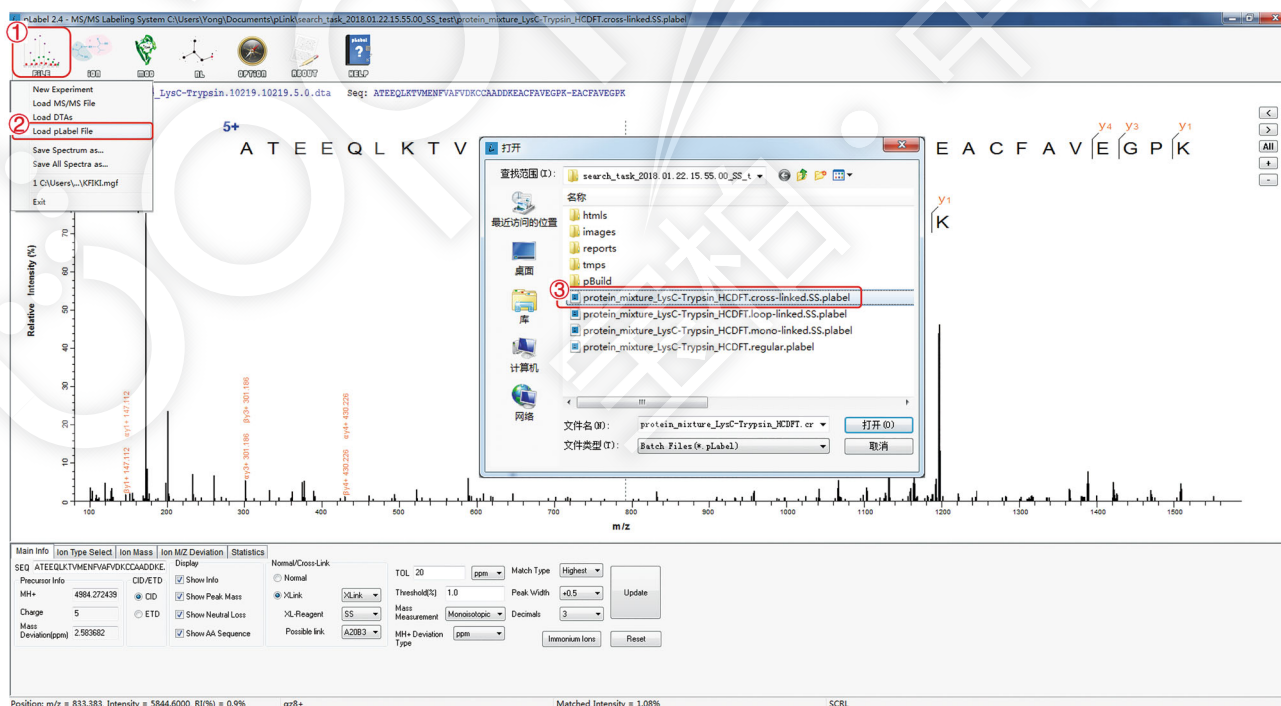 pLabel 2.4 - MS/MS Labeling System C:\Users\Yong\Documents\pLink\search_task_2018.01.22.15.55.00_SS_test\protein_mixture_LysC-Trypsin_HCDFT.cross-linked.SS.plabel
①
FILE ION MOD NL OPTION ABOUT HELP
New Experiment
Load MS/MS File
Load DTAs
② Load pLabel File
Save Spectrum as...
Save All Spectra as...
1 C:\Users\...\KFIKI.mgf
Exit
_LysC-Trypsin.10219.10219.5.0.dta Seq: ATEEQLKTVMENFVAFVDKCCAADDKEACFAVEGPK-EACFAVEGPK
5+
A T E E Q L K T V
E A C F A V E G P K
y4 y3 y1
y1
K
<
>
All
+
-
打开
查找范围(I): search_task_2018.01.22.15.55.00_SS_t
名称
最近访问的位置
桌面
库
计算机
网络
htmls
images
reports
tmps
pBuild
③ protein_mixture_LysC-Trypsin_HCDFT.cross-linked.SS.plabel
protein_mixture_LysC-Trypsin_HCDFT.loop-linked.SS.plabel
protein_mixture_LysC-Trypsin_HCDFT.mono-linked.SS.plabel
protein_mixture_LysC-Trypsin_HCDFT.regular.plabel
文件名(N): protein_mixture_LysC-Trypsin_HCDFT.cr 打开(O)
文件类型(T): Batch Files(*.pLabel) 取消
Relative Intensity (%)
70
60
50
40
30
20
10
0
βy1+ 147.112 αy1+ 147.112
αy3+ 301.186 βy3+ 301.186
βy4+ 430.226 αy4+ 430.226
100 200 300 400 500 600 700 800 900 1000 1100 1200 1300 1400 1500
m/z
Main Info Ion Type Select Ion Mass Ion M/Z Deviation Statistics
SEQ ATEEQLKTVMENFVAFVDKCCAADDKE.
Precursor Info
MH+ 4984.272439
Charge 5
Mass Deviation(ppm) 2.583682
CID/ETD
CID
ETD
Display
Show Info
Show Peak Mass
Show Neutral Loss
Show AA Sequence
Normal/Cross-Link
Normal
XLink XLink
XL-Reagent SS
Possible link A20B3
TOL 20 ppm
Threshold(%) 1.0
Mass Measurement Monoisotopic
MH+ Deviation Type ppm
Match Type Highest
Peak Width +0.5
Decimals 3
Immonium Ions
Update
Reset
Position: m/z = 833.383, Intensity = 5844.6000, RI(%) = 0.9% αz8+ Matched Intensity = 1.08% SCRL